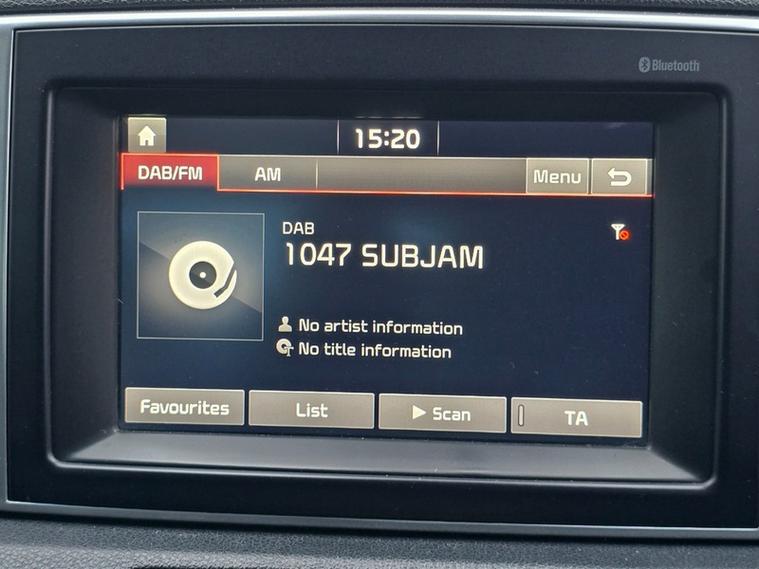 Bluetooth
15:20
DAB/FM AM Menu
DAB
1047 SUBJAM
No artist information
No title information
Favourites List Scan TA